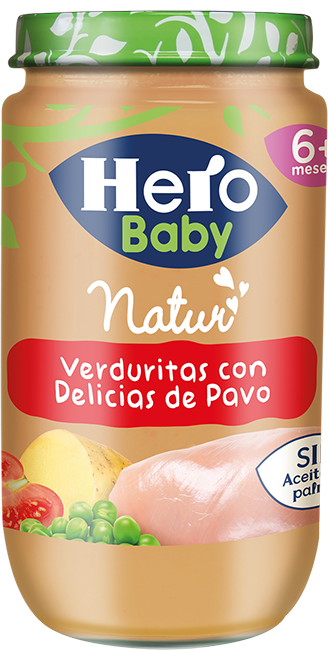 6+
mese
Hero
Baby
Natur
Verduritas con
Delicias de Pavo
SI
Aceit
pal